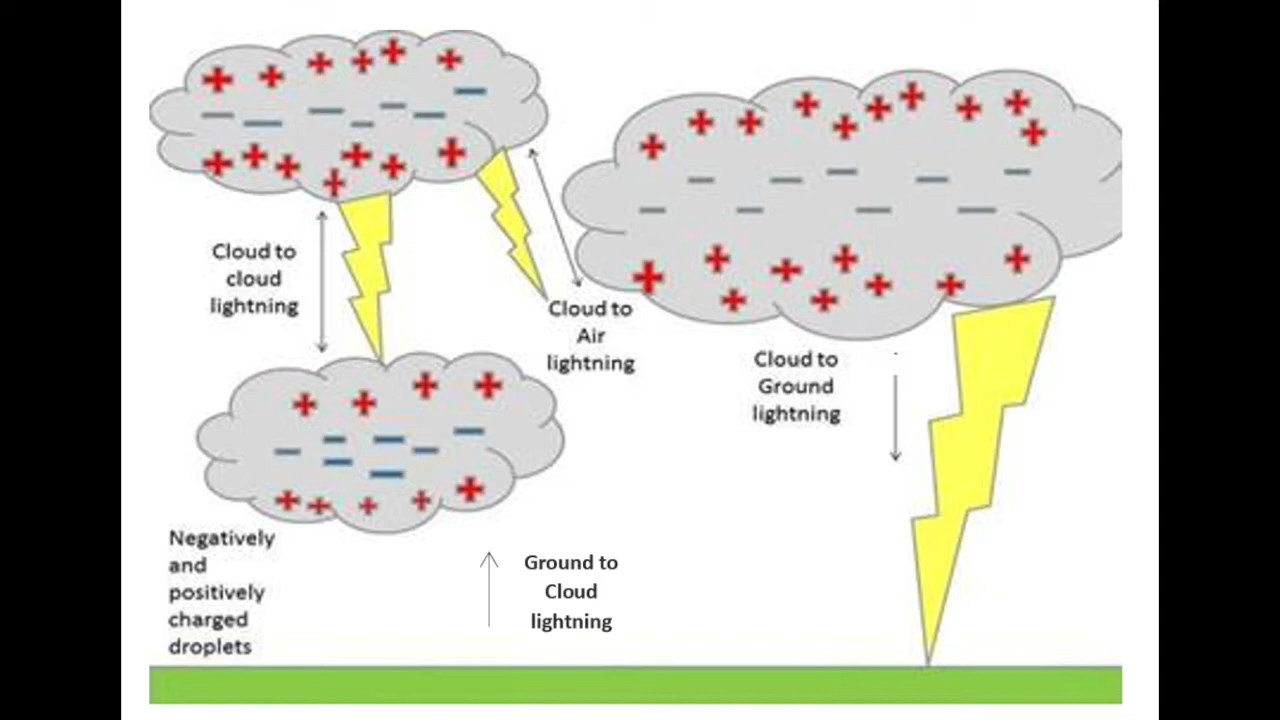 Cloud to
cloud
lightning
Cloud to
Air
lightning
Cloud to
Ground
lightning
Negatively
and
positively
charged
droplets
Ground to
Cloud
lightning